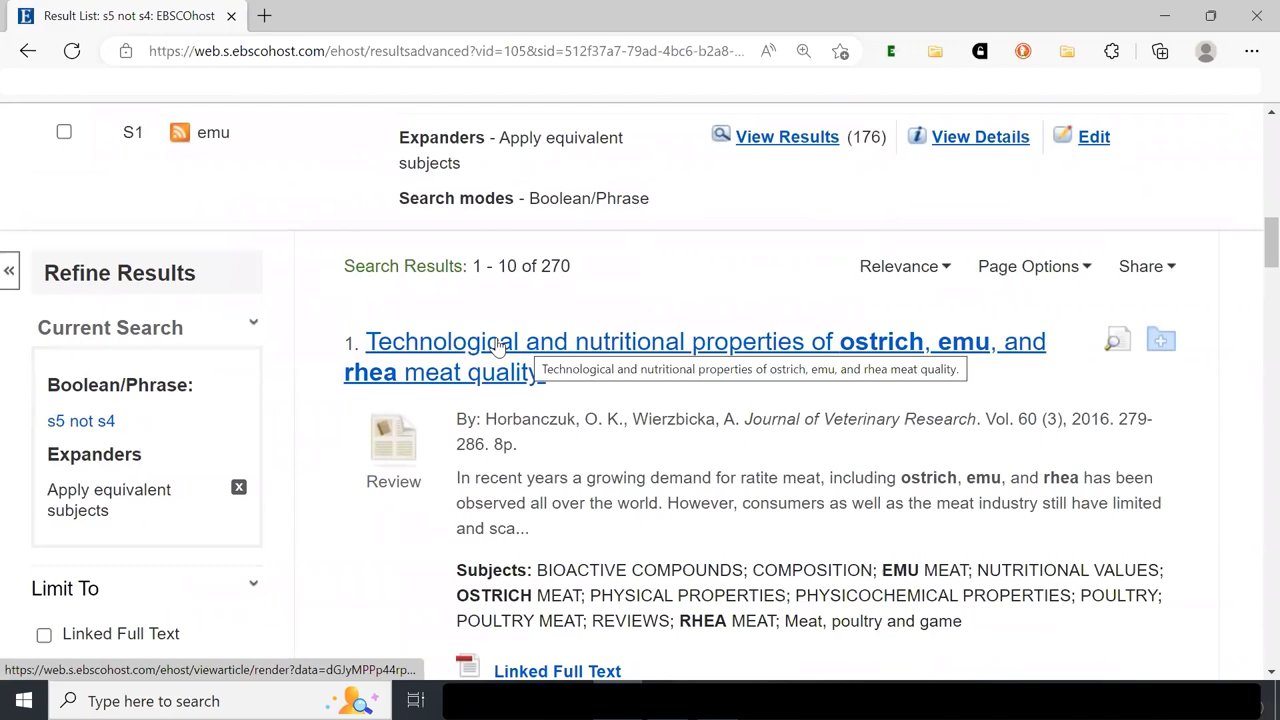 Result List: s5 not s4: EBSCOhost
https://web.s.ebscohost.com/ehost/resultsadvanced?vid=105&sid=512f37a7-79ad-4bc6-b2a8-...
S1 emu
Expanders - Apply equivalent
subjects
Search modes - Boolean/Phrase
View Results (176)
View Details
Edit
Refine Results
Current Search
Boolean/Phrase:
s5 not s4
Expanders
Apply equivalent
subjects
Limit To
Linked Full Text
Search Results: 1 - 10 of 270
Relevance
Page Options
Share
1. Technological and nutritional properties of ostrich, emu, and
rhea meat quality.
Technological and nutritional properties of ostrich, emu, and rhea meat quality.
Review
By: Horbanczuk, O. K., Wierzbicka, A. Journal of Veterinary Research. Vol. 60 (3), 2016. 279-
286. 8p.
In recent years a growing demand for ratite meat, including ostrich, emu, and rhea has been
observed all over the world. However, consumers as well as the meat industry still have limited
and sca...
Subjects: BIOACTIVE COMPOUNDS; COMPOSITION; EMU MEAT; NUTRITIONAL VALUES;
OSTRICH MEAT; PHYSICAL PROPERTIES; PHYSICOCHEMICAL PROPERTIES; POULTRY;
POULTRY MEAT; REVIEWS; RHEA MEAT; Meat, poultry and game
Linked Full Text
https://web.s.ebscohost.com/ehost/viewarticle/render?data=dGJyMPPp44rp...
Type here to search